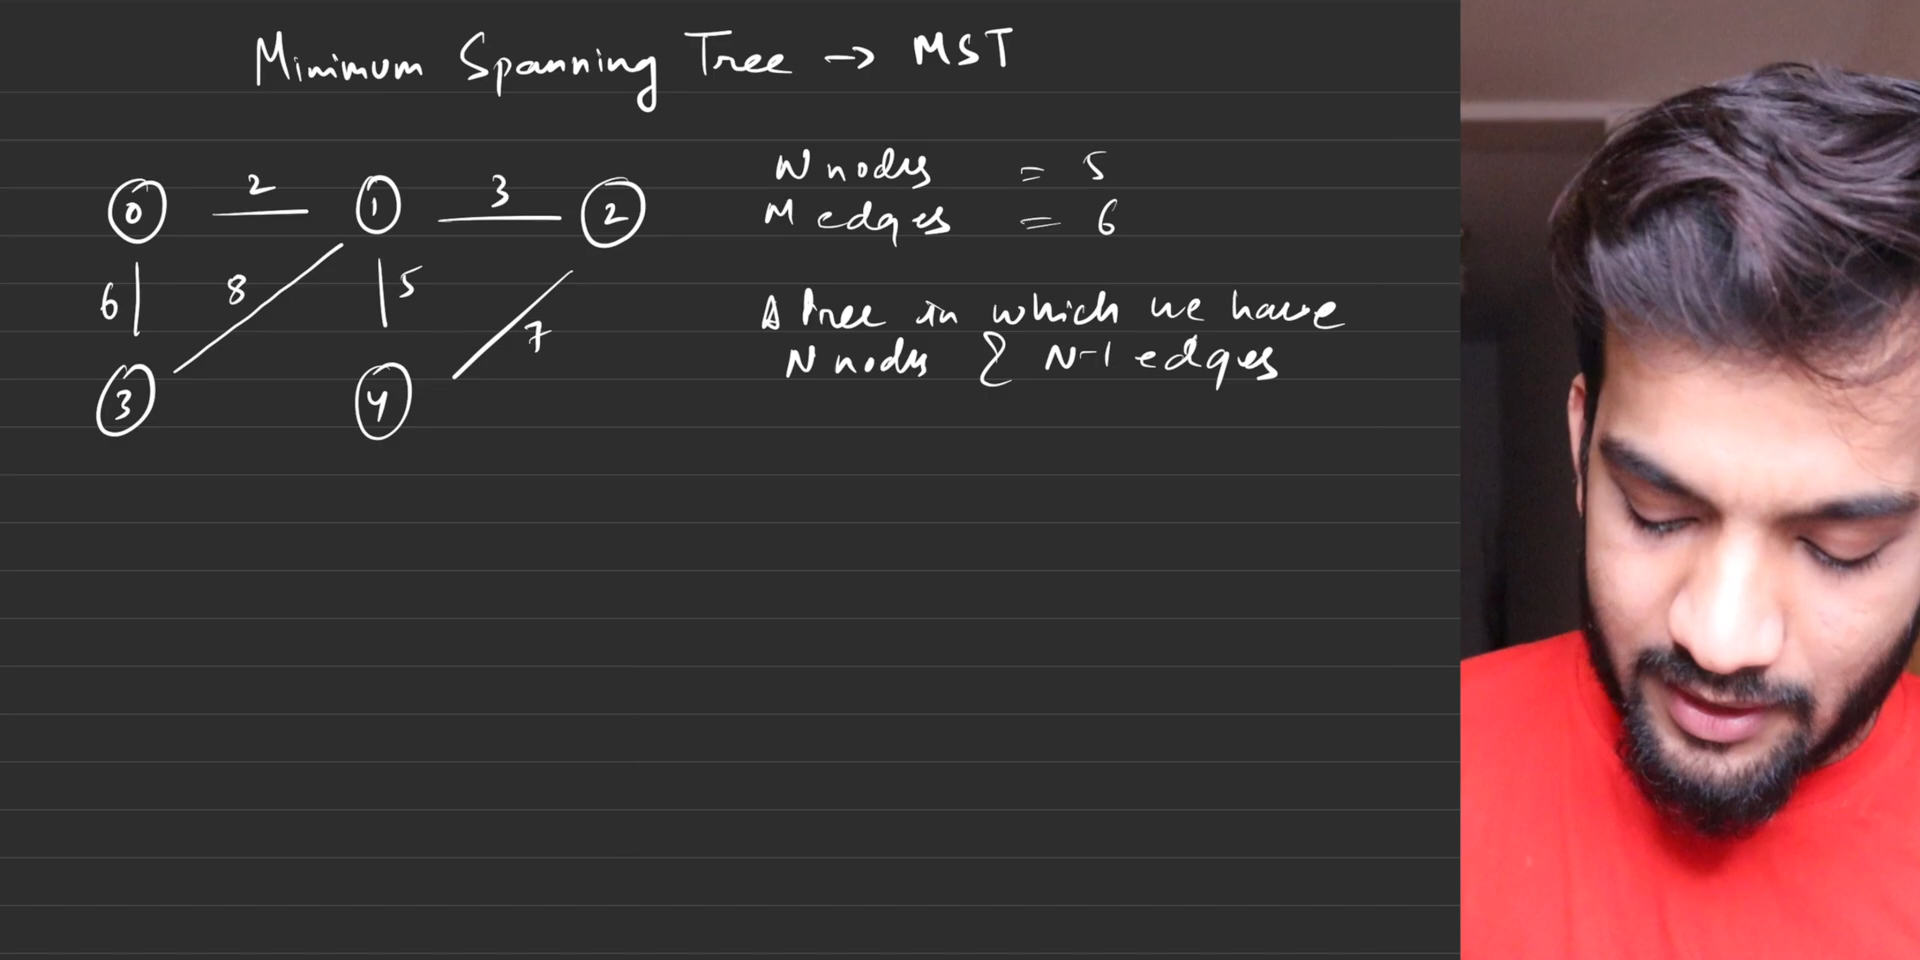 Minimum Spanning Tree -> MST
0 2 1 3 2
6 8 5 7
3 4
N nodes = 5
M edges = 6
A tree in which we have
N nodes & N-1 edges